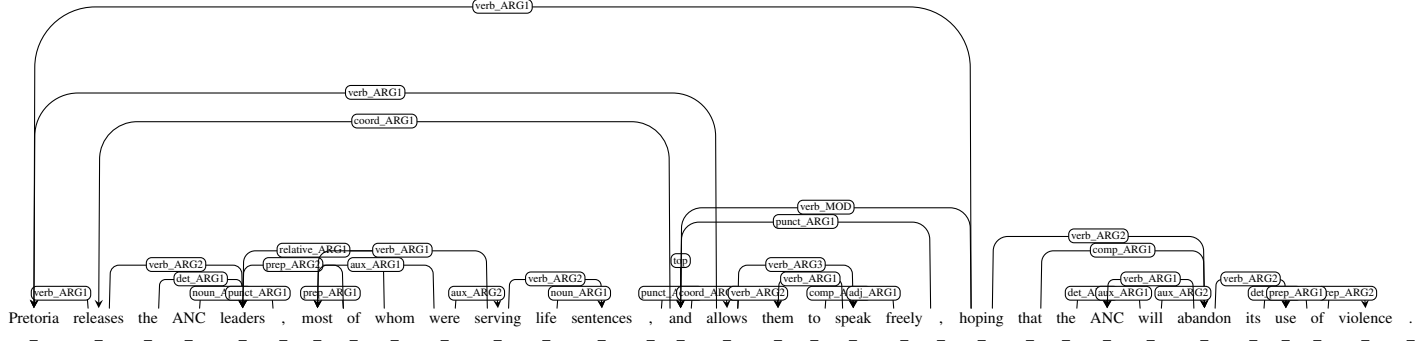 verb_ARG1
verb_ARG1
coord_ARG1
verb_MOD
punct_ARG1
verb_ARG2
relative_ARG1 verb_ARG1 comp_ARG1
top
verb_ARG2 prep_ARG2 aux_ARG1 verb_ARG3
det_ARG1 verb_ARG2 verb_ARG1 verb_ARG1 verb_ARG2
verb_ARG1 punct_ARG1 prep_ARG1 aux_ARG2 noun_ARG1 verb_ARG2 adj_ARG1 aux_ARG1 aux_ARG2 prep_ARG1
Pretoria releases the ANC leaders , most of whom were serving life sentences , and allows them to speak freely , hoping that the ANC will abandon its use of violence .
_ _ _ _ _ _ _ _ _ _ _ _ _ _ _ _ _ _ _ _ _ _ _ _ _ _ _ _ _ _ _ _